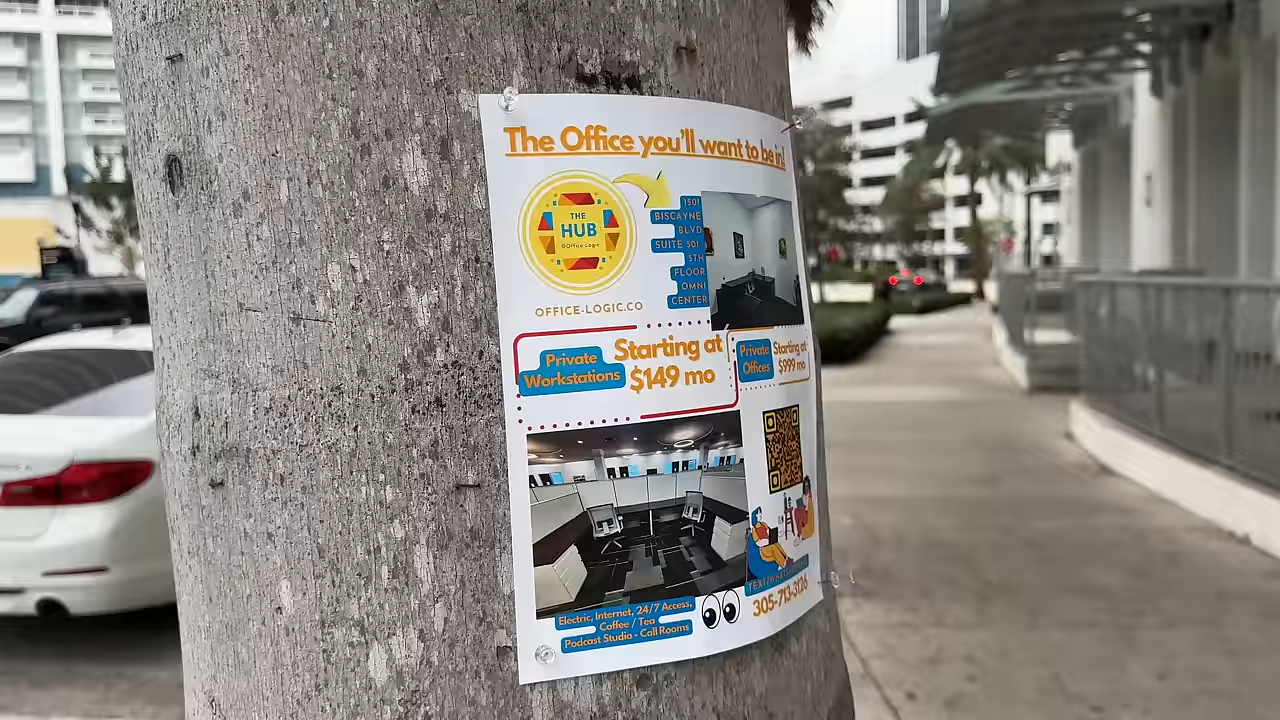 The Office you'll want to be in!
THE
HUB
@Office Logic
OFFICE-LOGIC.CO
1501
BISCAYNE
BLVD
SUITE 501
5TH
FLOOR
OMNI
CENTER
Private
Workstations
Starting at
$149 mo
Private
Offices
Starting at
$999 mo
Electric, Internet, 24/7 Access,
Coffee / Tea
Podcast Studio - Call Rooms
305-713-3126